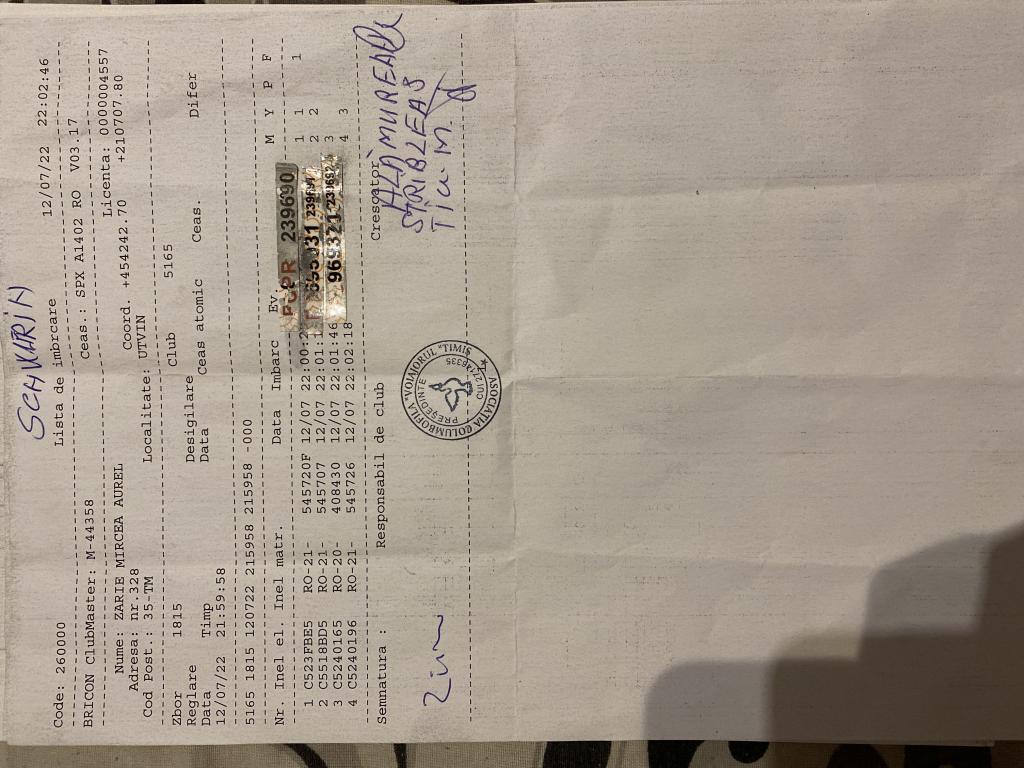 SCHWERIN
Code: 260000 Lista de imbrcare 12/07/22 22:02:46
BRICON ClubMaster: M-44358 Ceas.: SPX A1402 RO V03.17
Nume: ZARIE MIRCEA AUREL Licenta: 0000004557
Adresa: nr.328 Coord. +454242.70 +210707.80
Cod Post.: 35-TM Localitate: UTVIN
Zbor 1815 Club 5165
Reglare Desigilare
Data Timp Data Ceas atomic Ceas. Difer
12/07/22 21:59:58
5165 1815 120722 215958 215958 -000
Nr. Inel el. Inel matr. Data Imbarc Ev. M Y P F
1 C523FBE5 RO-21- 545720F 12/07 22:00:2 1 1 1
2 C5518BD5 RO-21- 545707 12/07 22:01:1 2 2
3 C5240165 RO-20- 408430 12/07 22:01:46 3
4 C5240196 RO-21- 545726 12/07 22:02:18 4 3
FCPR 239690
239691
969321
Semnatura : Responsabil de club Crescator
ASOCIATIA COLUMBOFILA "VOIAJORUL" TIMIS
PRESEDINTE
CUI